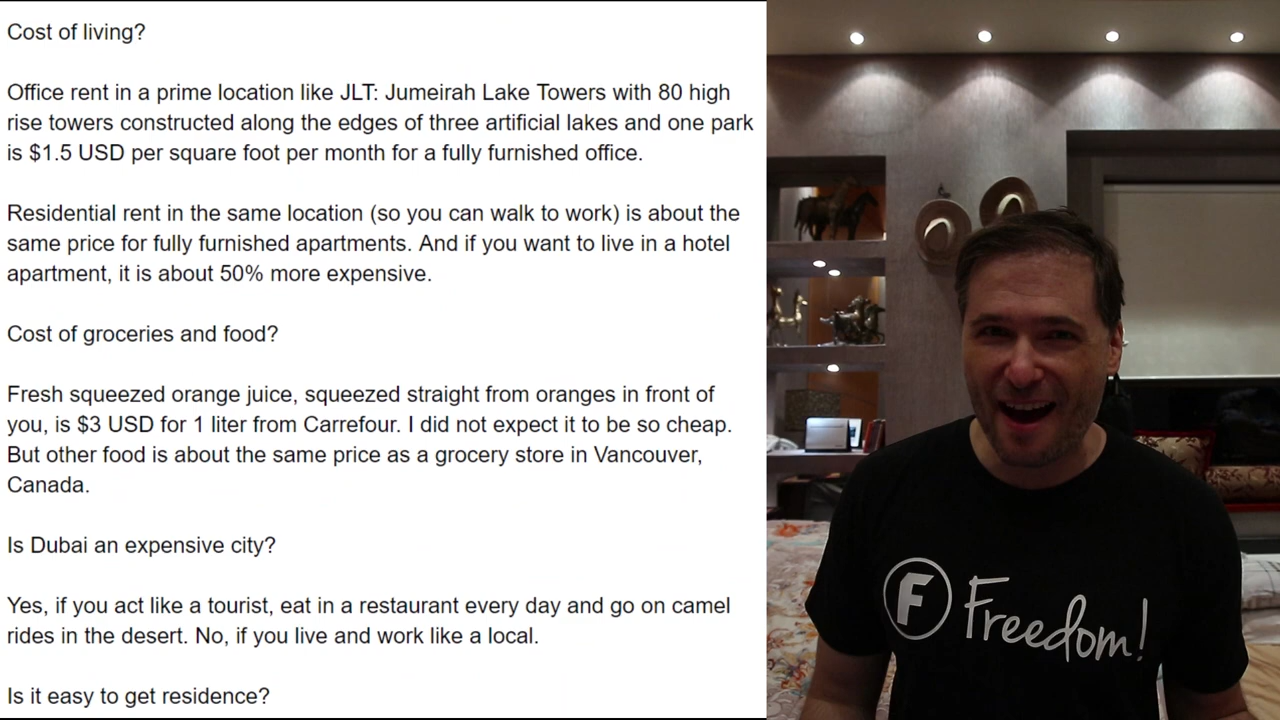 Cost of living?
Office rent in a prime location like JLT: Jumeirah Lake Towers with 80 high
rise towers constructed along the edges of three artificial lakes and one park
is $1.5 USD per square foot per month for a fully furnished office.
Residential rent in the same location (so you can walk to work) is about the
same price for fully furnished apartments. And if you want to live in a hotel
apartment, it is about 50% more expensive.
Cost of groceries and food?
Fresh squeezed orange juice, squeezed straight from oranges in front of
you, is $3 USD for 1 liter from Carrefour. I did not expect it to be so cheap.
But other food is about the same price as a grocery store in Vancouver,
Canada.
Is Dubai an expensive city?
Yes, if you act like a tourist, eat in a restaurant every day and go on camel
rides in the desert. No, if you live and work like a local.
Is it easy to get residence?
F Freedom!